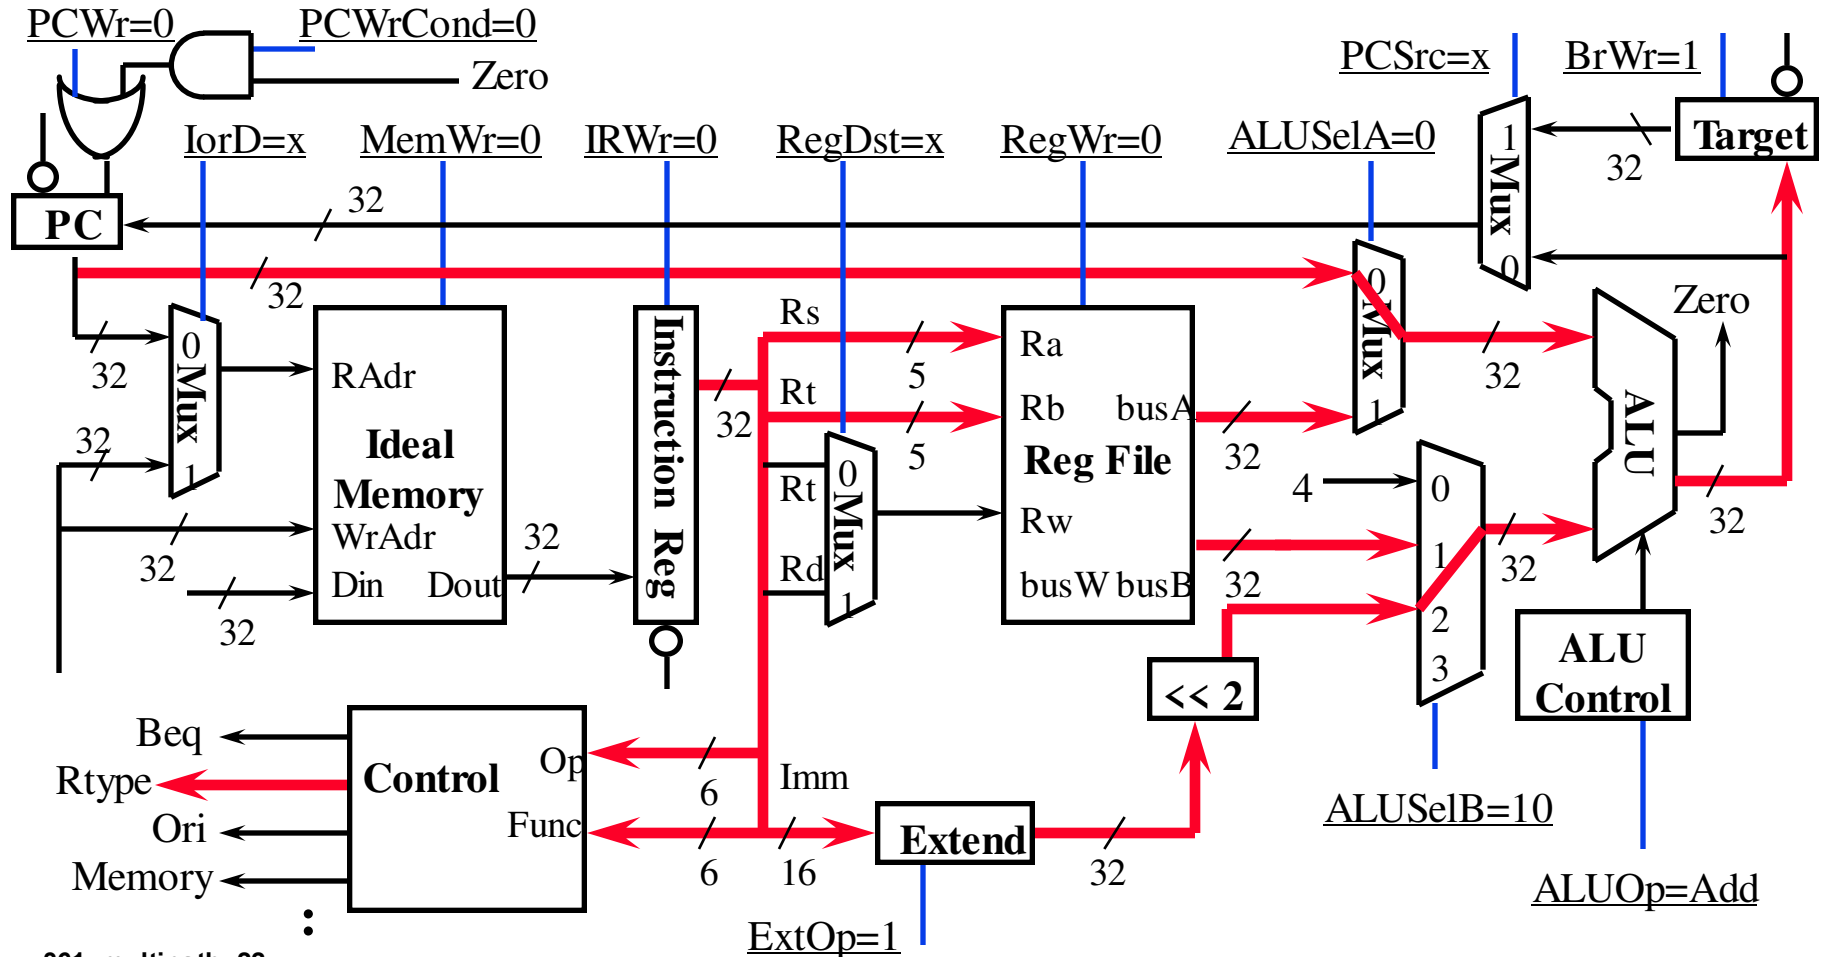 PCWr=0
PCWrCond=0
Zero
PCSrc=x
BrWr=1
IorD=x
MemWr=0
IRWr=0
RegDst=x
RegWr=0
ALUSelA=0
1
Mux
0
32
Target
PC
32
32
32
0
Mux
1
32
RAdr
Ideal
Memory
WrAdr
Din
Dout
32
32
32
Instruction Reg
32
Rs
5
Rt
5
Rt
Rd
0
Mux
1
Ra
Rb
busA
Reg File
Rw
busW
busB
32
32
0
Mux
1
32
4
0
1
2
3
32
ALU
Zero
32
<< 2
ALU
Control
Beq
Rtype
Ori
Memory
:
Control
Op
Func
6
6
Imm
16
Extend
32
ExtOp=1
ALUSelB=10
ALUOp=Add